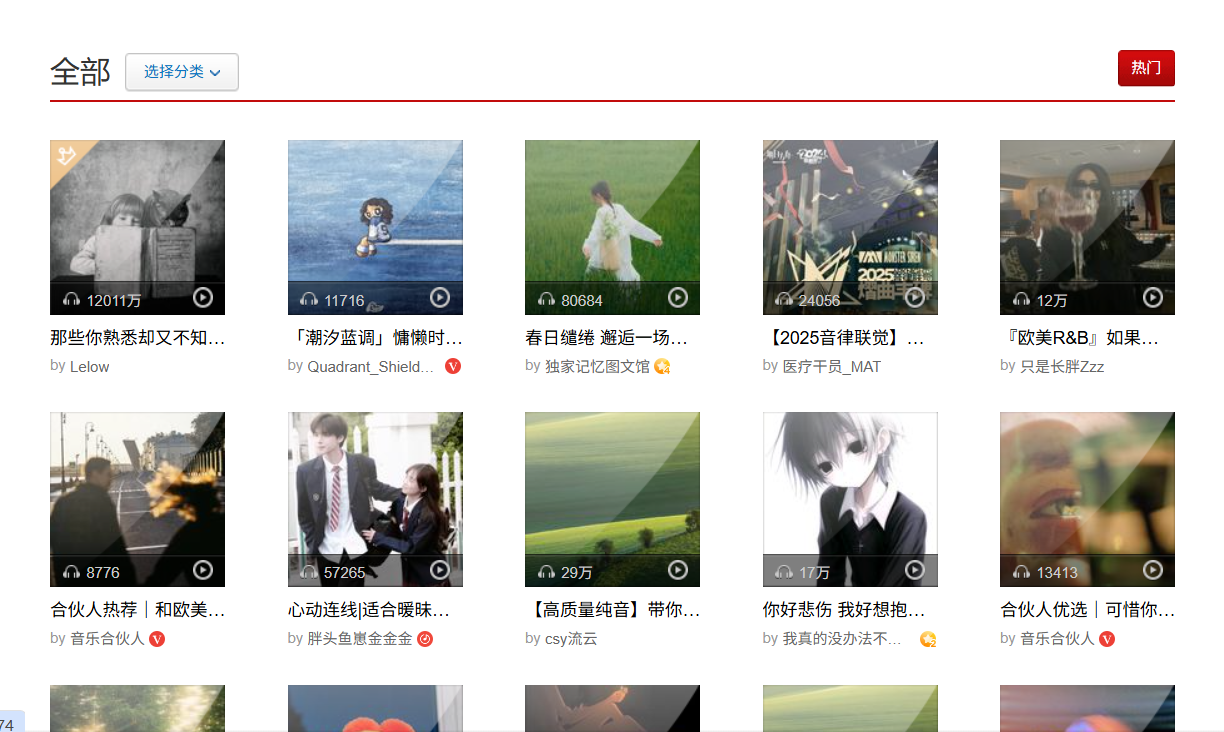 全部
选择分类
热门
12011万
11716
80684
24056
12万
MONSTER SIREN
2025
那些你熟悉却又不知…
「潮汐蓝调」慵懒时…
春日缱绻 邂逅一场…
【2025音律联觉】…
『欧美R&B』如果…
by Lelow
by Quadrant_Shield…
by 独家记忆图文馆
by 医疗干员_MAT
by 只是长胖Zzz
8776
57265
29万
17万
13413
合伙人热荐｜和欧美…
心动连线|适合暖昧…
【高质量纯音】带你…
你好悲伤 我好想抱…
合伙人优选｜可惜你…
by 音乐合伙人
by 胖头鱼崽金金金
by csy流云
by 我真的没办法不…
by 音乐合伙人
74